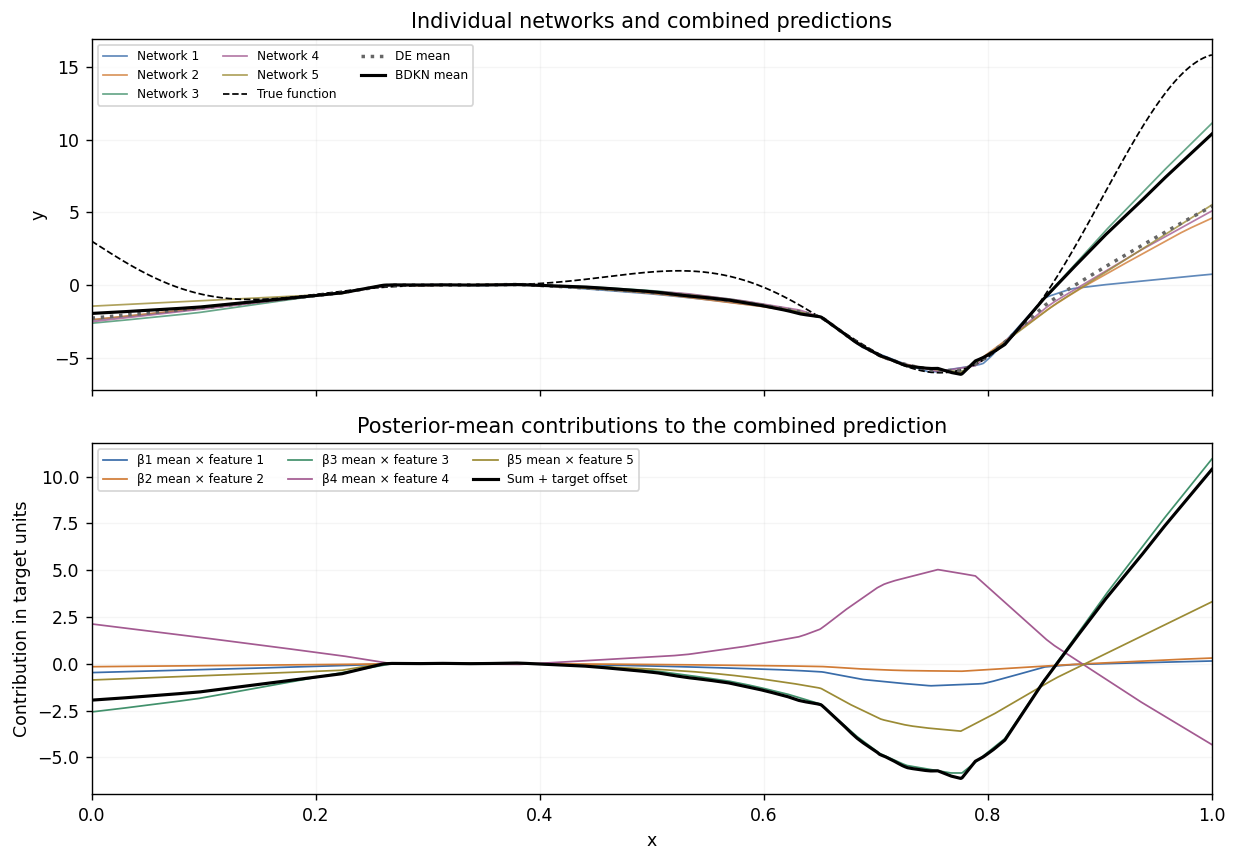 Individual networks and combined predictions
Network 1
Network 2
Network 3
Network 4
Network 5
True function
DE mean
BDKN mean
15
10
5
0
−5
y
Posterior-mean contributions to the combined prediction
β1 mean × feature 1
β2 mean × feature 2
β3 mean × feature 3
β4 mean × feature 4
β5 mean × feature 5
Sum + target offset
10.0
7.5
5.0
2.5
0.0
−2.5
−5.0
Contribution in target units
0.0
0.2
0.4
0.6
0.8
1.0
x